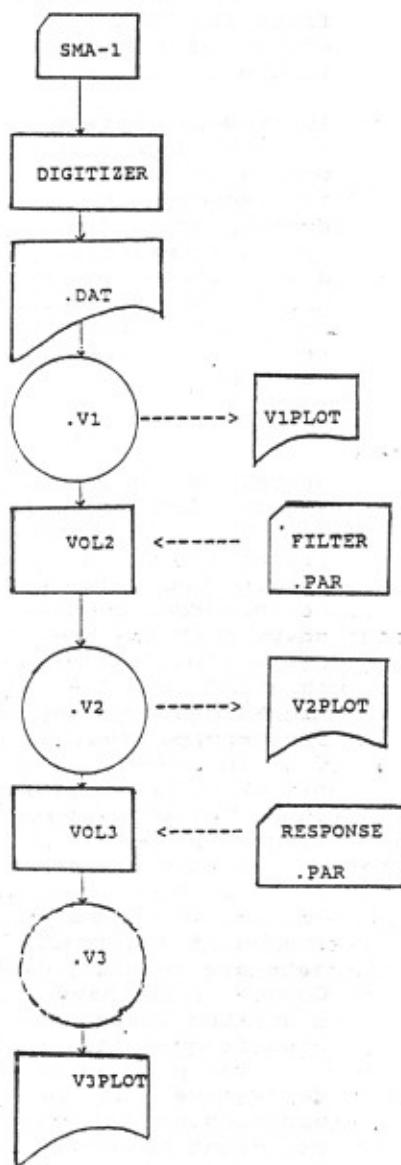 SMA-1
DIGITIZER
.DAT
.V1
V1PLOT
VOL2
FILTER
.PAR
.V2
V2PLOT
VOL3
RESPONSE
.PAR
.V3
V3PLOT